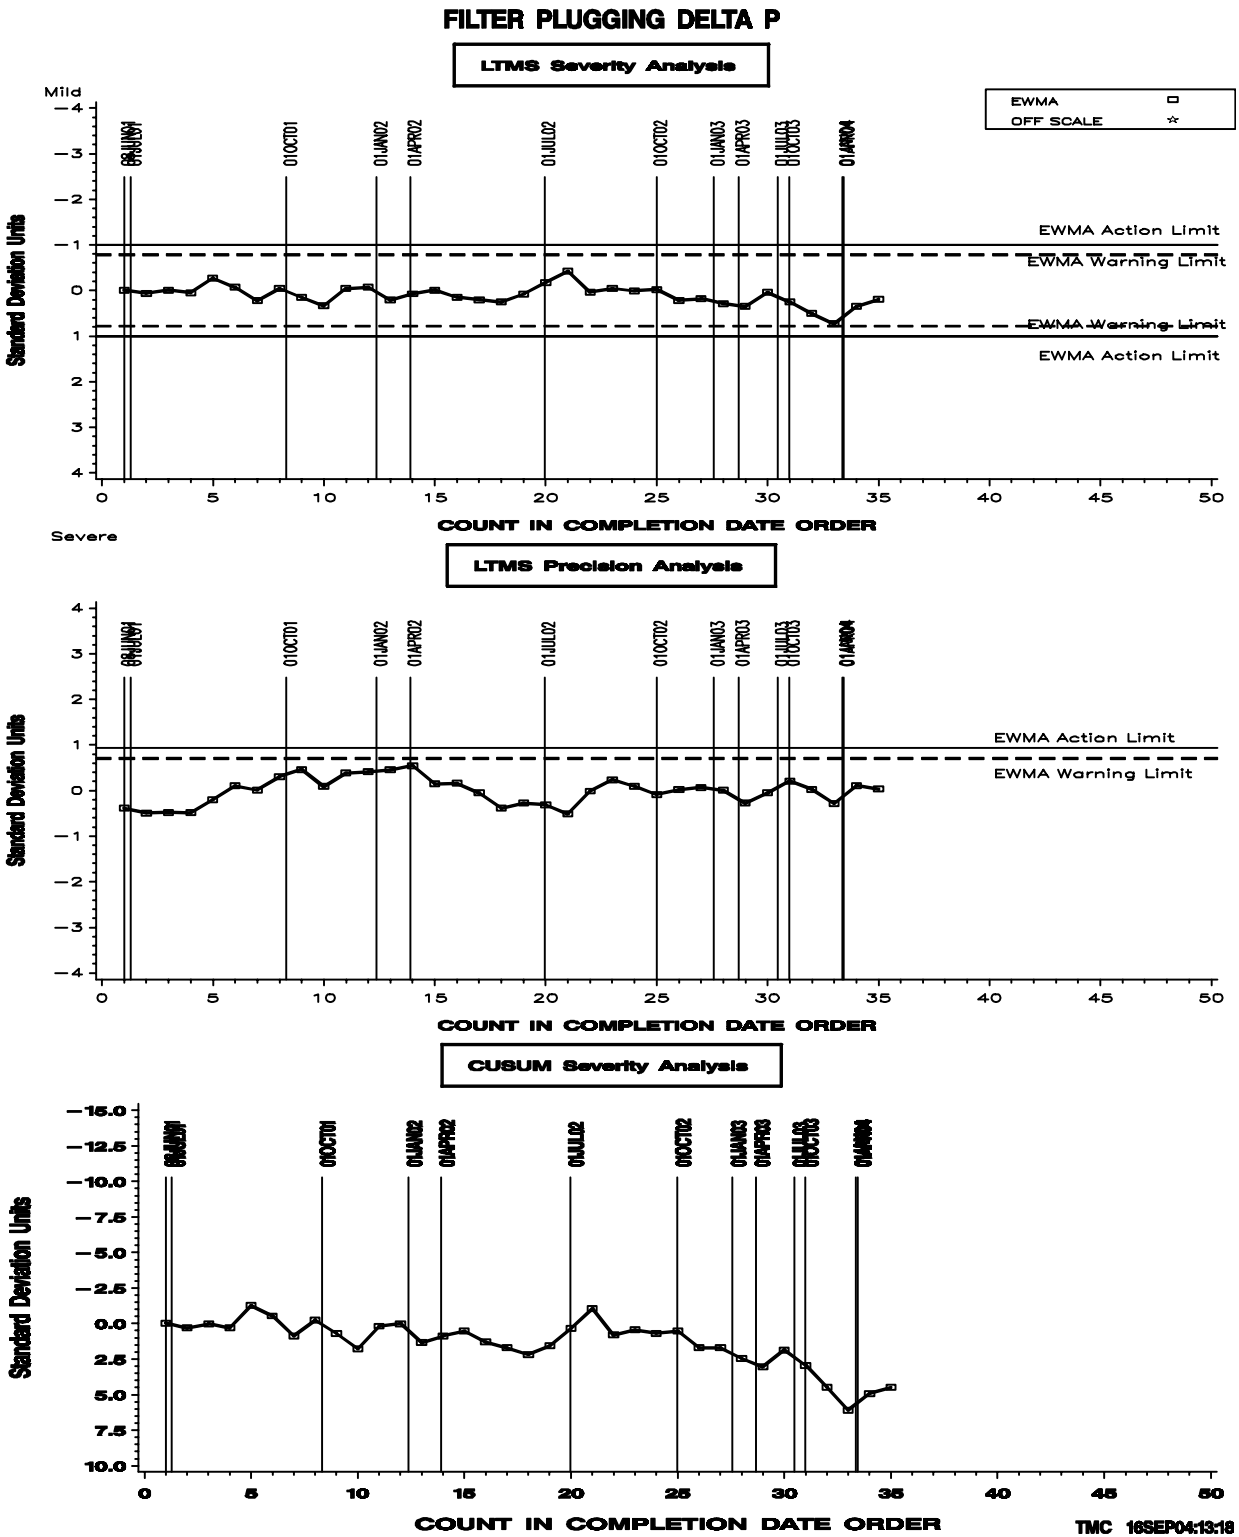 FILTER PLUGGING DELTA P
LTMS Severity Analysis
Mild
EWMA
OFF SCALE
-4
-3
-2
-1
0
1
2
3
4
Standard Deviation Units
01OCT01
01JAN02
01APR02
01JUL02
01OCT02
01JAN03
01APR03
01JUL03
01OCT03
EWMA Action Limit
EWMA Warning Limit
EWMA Warning Limit
EWMA Action Limit
0 5 10 15 20 25 30 35 40 45 50
COUNT IN COMPLETION DATE ORDER
Severe
LTMS Precision Analysis
4
3
2
1
0
-1
-2
-3
-4
Standard Deviation Units
01OCT01
01JAN02
01APR02
01JUL02
01OCT02
01JAN03
01APR03
01JUL03
01OCT03
EWMA Action Limit
EWMA Warning Limit
0 5 10 15 20 25 30 35 40 45 50
COUNT IN COMPLETION DATE ORDER
CUSUM Severity Analysis
-15.0
-12.5
-10.0
-7.5
-5.0
-2.5
0.0
2.5
5.0
7.5
10.0
Standard Deviation Units
01OCT01
01JAN02
01APR02
01JUL02
01OCT02
01JAN03
01APR03
01JUL03
01OCT03
0 5 10 15 20 25 30 35 40 45 50
COUNT IN COMPLETION DATE ORDER
TMC 16SEP04:13:18